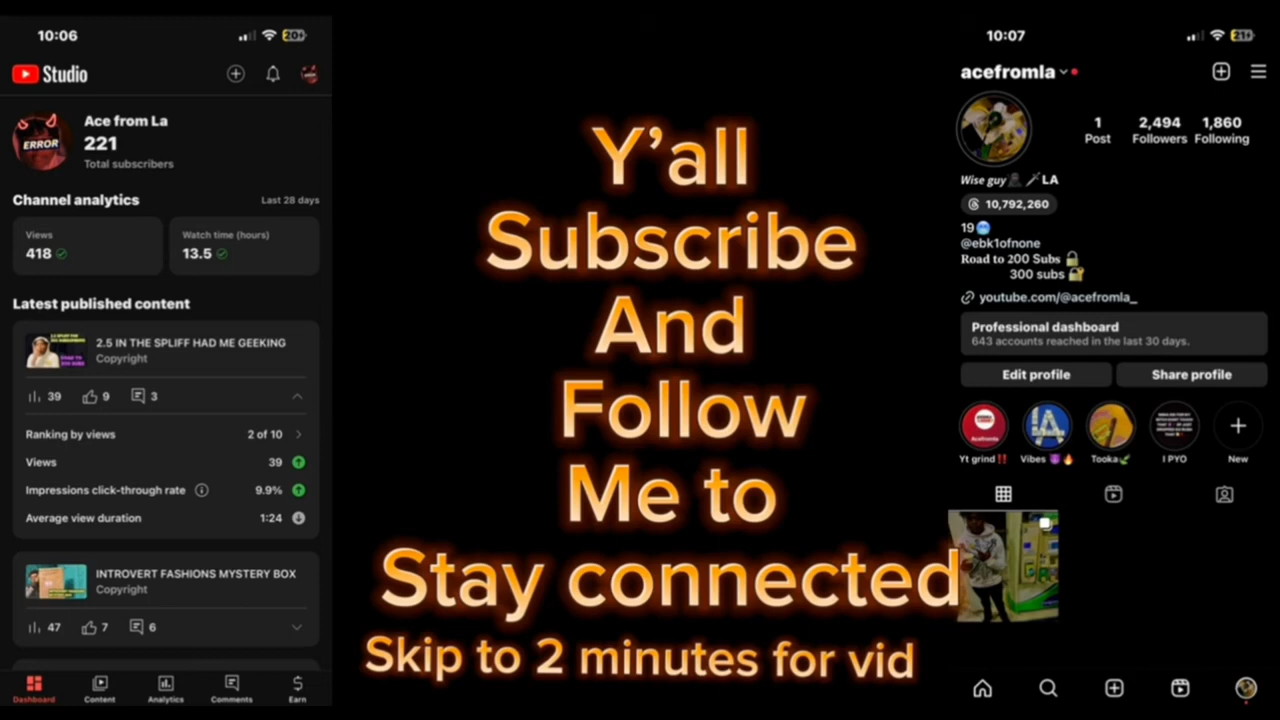 10:06
20+
Studio
ERROR
Ace from La
221
Total subscribers
Channel analytics
Last 28 days
Views
418
Watch time (hours)
13.5
Latest published content
2.5 IN THE SPLIFF HAD ME GEEKING
Copyright
39
9
3
Ranking by views
2 of 10
Views
39
Impressions click-through rate
9.9%
Average view duration
1:24
INTROVERT FASHIONS MYSTERY BOX
Copyright
47
7
6
Dashboard
Content
Analytics
Comments
Earn
Y’all
Subscribe
And
Follow
Me to
Stay connected
Skip to 2 minutes for vid
10:07
21+
acefromla
1
Post
2,494
Followers
1,860
Following
Wise guy LA
10,792,260
19🥶
@ebk1ofnone
Road to 200 Subs 🔒
300 subs 🔐
youtube.com/@acefromla_
Professional dashboard
643 accounts reached in the last 30 days.
Edit profile
Share profile
LA
Acefromla
Yt grind‼️
Vibes 😈🔥
Tooka🍃
I PYO
New